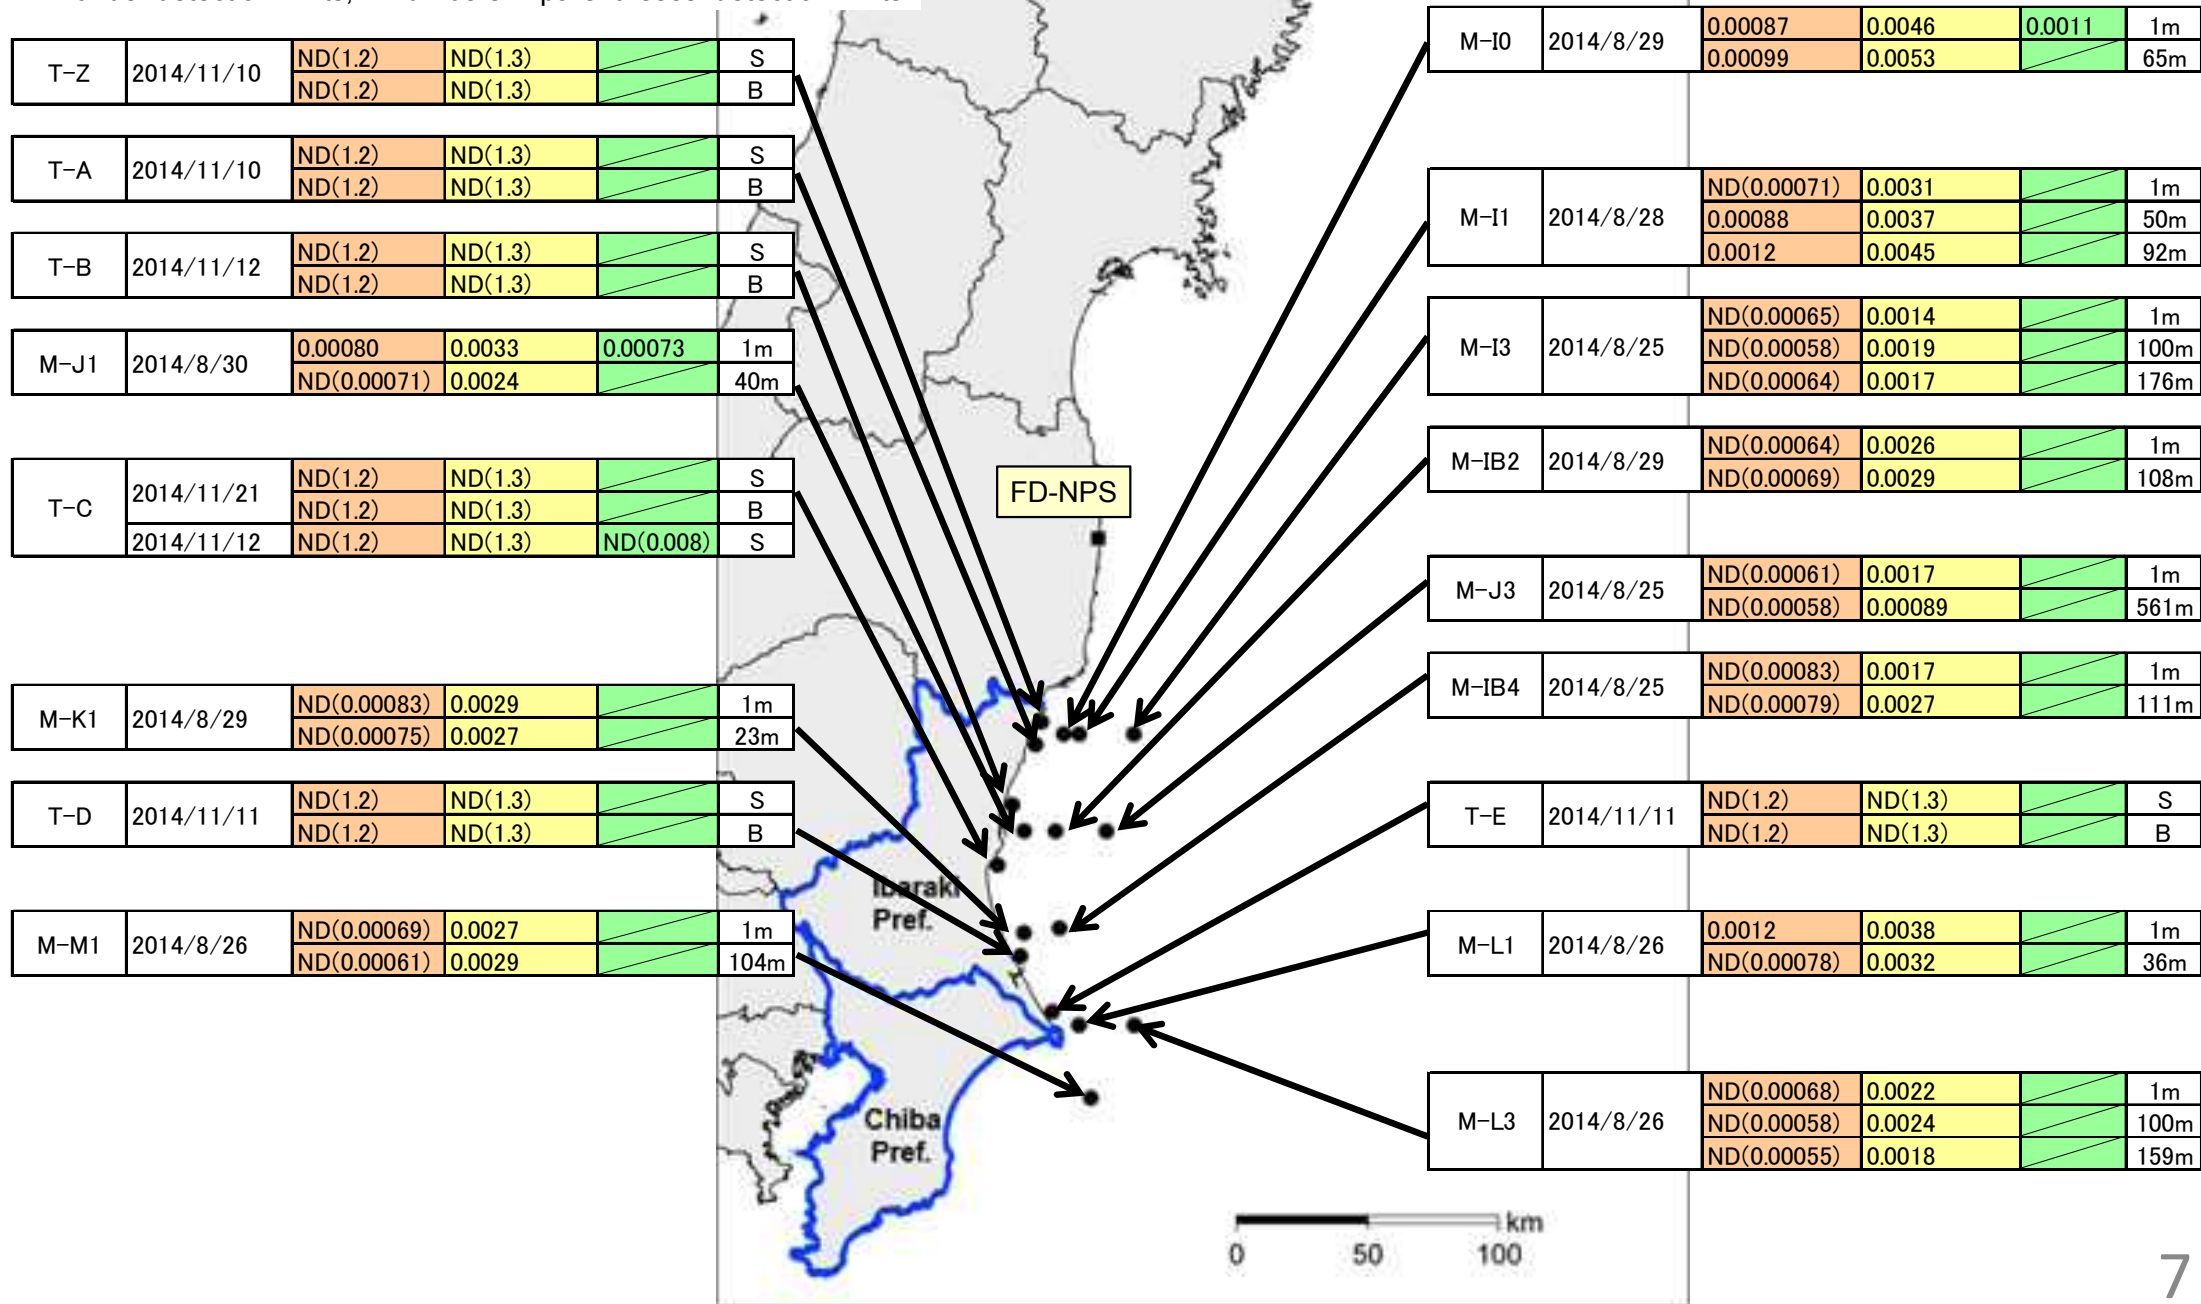 T-Z 2014/11/10 ND(1.2) ND(1.3) S
ND(1.2) ND(1.3) B
T-A 2014/11/10 ND(1.2) ND(1.3) S
ND(1.2) ND(1.3) B
T-B 2014/11/12 ND(1.2) ND(1.3) S
ND(1.2) ND(1.3) B
M-J1 2014/8/30 0.00080 0.0033 0.00073 1m
ND(0.00071) 0.0024 40m
T-C 2014/11/21 ND(1.2) ND(1.3) S
ND(1.2) ND(1.3) B
2014/11/12 ND(1.2) ND(1.3) ND(0.008) S
M-K1 2014/8/29 ND(0.00083) 0.0029 1m
ND(0.00075) 0.0027 23m
T-D 2014/11/11 ND(1.2) ND(1.3) S
ND(1.2) ND(1.3) B
M-M1 2014/8/26 ND(0.00069) 0.0027 1m
ND(0.00061) 0.0029 104m
FD-NPS
Ibaraki
Pref.
Chiba
Pref.
M-I0 2014/8/29 0.00087 0.0046 0.0011 1m
0.00099 0.0053 65m
M-I1 2014/8/28 ND(0.00071) 0.0031 1m
0.00088 0.0037 50m
0.0012 0.0045 92m
M-I3 2014/8/25 ND(0.00065) 0.0014 1m
ND(0.00058) 0.0019 100m
ND(0.00064) 0.0017 176m
M-IB2 2014/8/29 ND(0.00064) 0.0026 1m
ND(0.00069) 0.0029 108m
M-J3 2014/8/25 ND(0.00061) 0.0017 1m
ND(0.00058) 0.00089 561m
M-IB4 2014/8/25 ND(0.00083) 0.0017 1m
ND(0.00079) 0.0027 111m
T-E 2014/11/11 ND(1.2) ND(1.3) S
ND(1.2) ND(1.3) B
M-L1 2014/8/26 0.0012 0.0038 1m
ND(0.00078) 0.0032 36m
M-L3 2014/8/26 ND(0.00068) 0.0022 1m
ND(0.00058) 0.0024 100m
ND(0.00055) 0.0018 159m
km
0 50 100
7